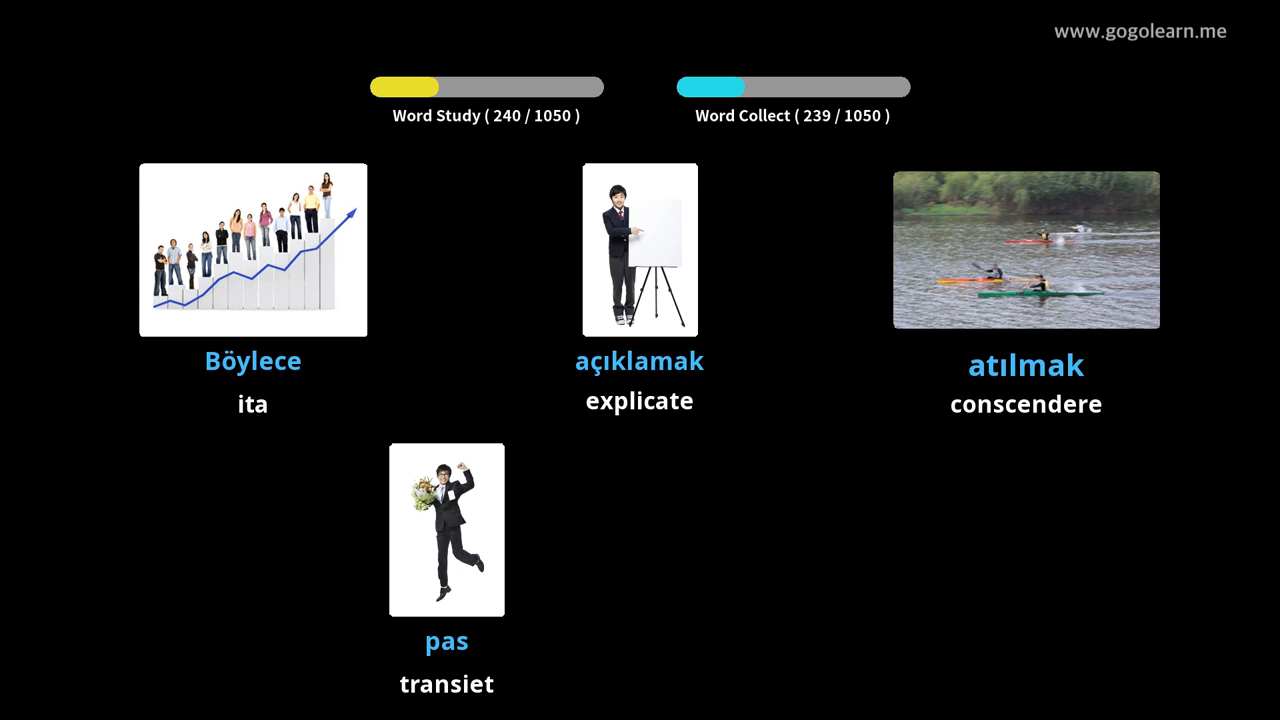 www.gogolearn.me
Word Study ( 240 / 1050 )
Word Collect ( 239 / 1050 )
Böylece
ita
açıklamak
explicate
atılmak
conscendere
pas
transiet